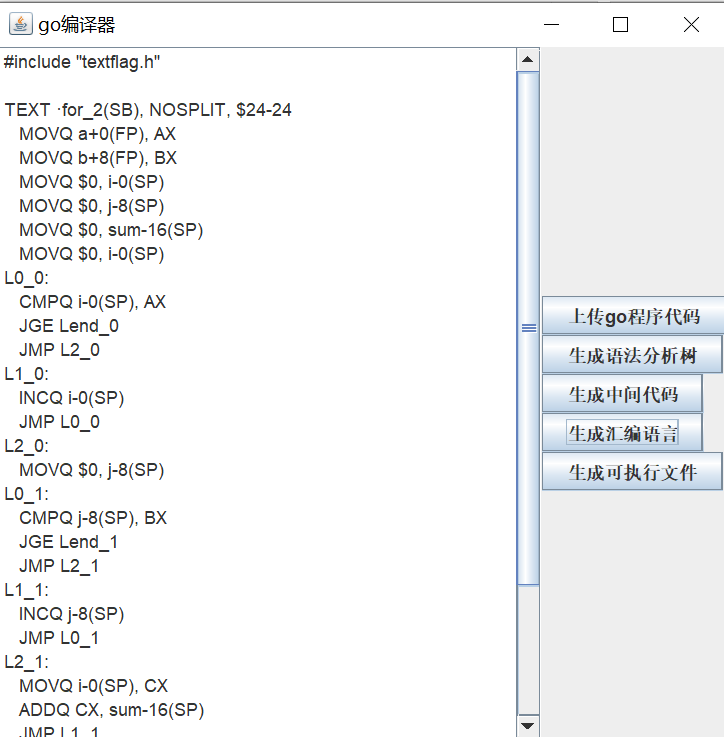 go编译器
#include "textflag.h"
TEXT ·for_2(SB), NOSPLIT, $24-24
MOVQ a+0(FP), AX
MOVQ b+8(FP), BX
MOVQ $0, i-0(SP)
MOVQ $0, j-8(SP)
MOVQ $0, sum-16(SP)
MOVQ $0, i-0(SP)
L0_0:
CMPQ i-0(SP), AX
JGE Lend_0
JMP L2_0
L1_0:
INCQ i-0(SP)
JMP L0_0
L2_0:
MOVQ $0, j-8(SP)
L0_1:
CMPQ j-8(SP), BX
JGE Lend_1
JMP L2_1
L1_1:
INCQ j-8(SP)
JMP L0_1
L2_1:
MOVQ i-0(SP), CX
ADDQ CX, sum-16(SP)
JMP L1_1
上传go程序代码
生成语法分析树
生成中间代码
生成汇编语言
生成可执行文件